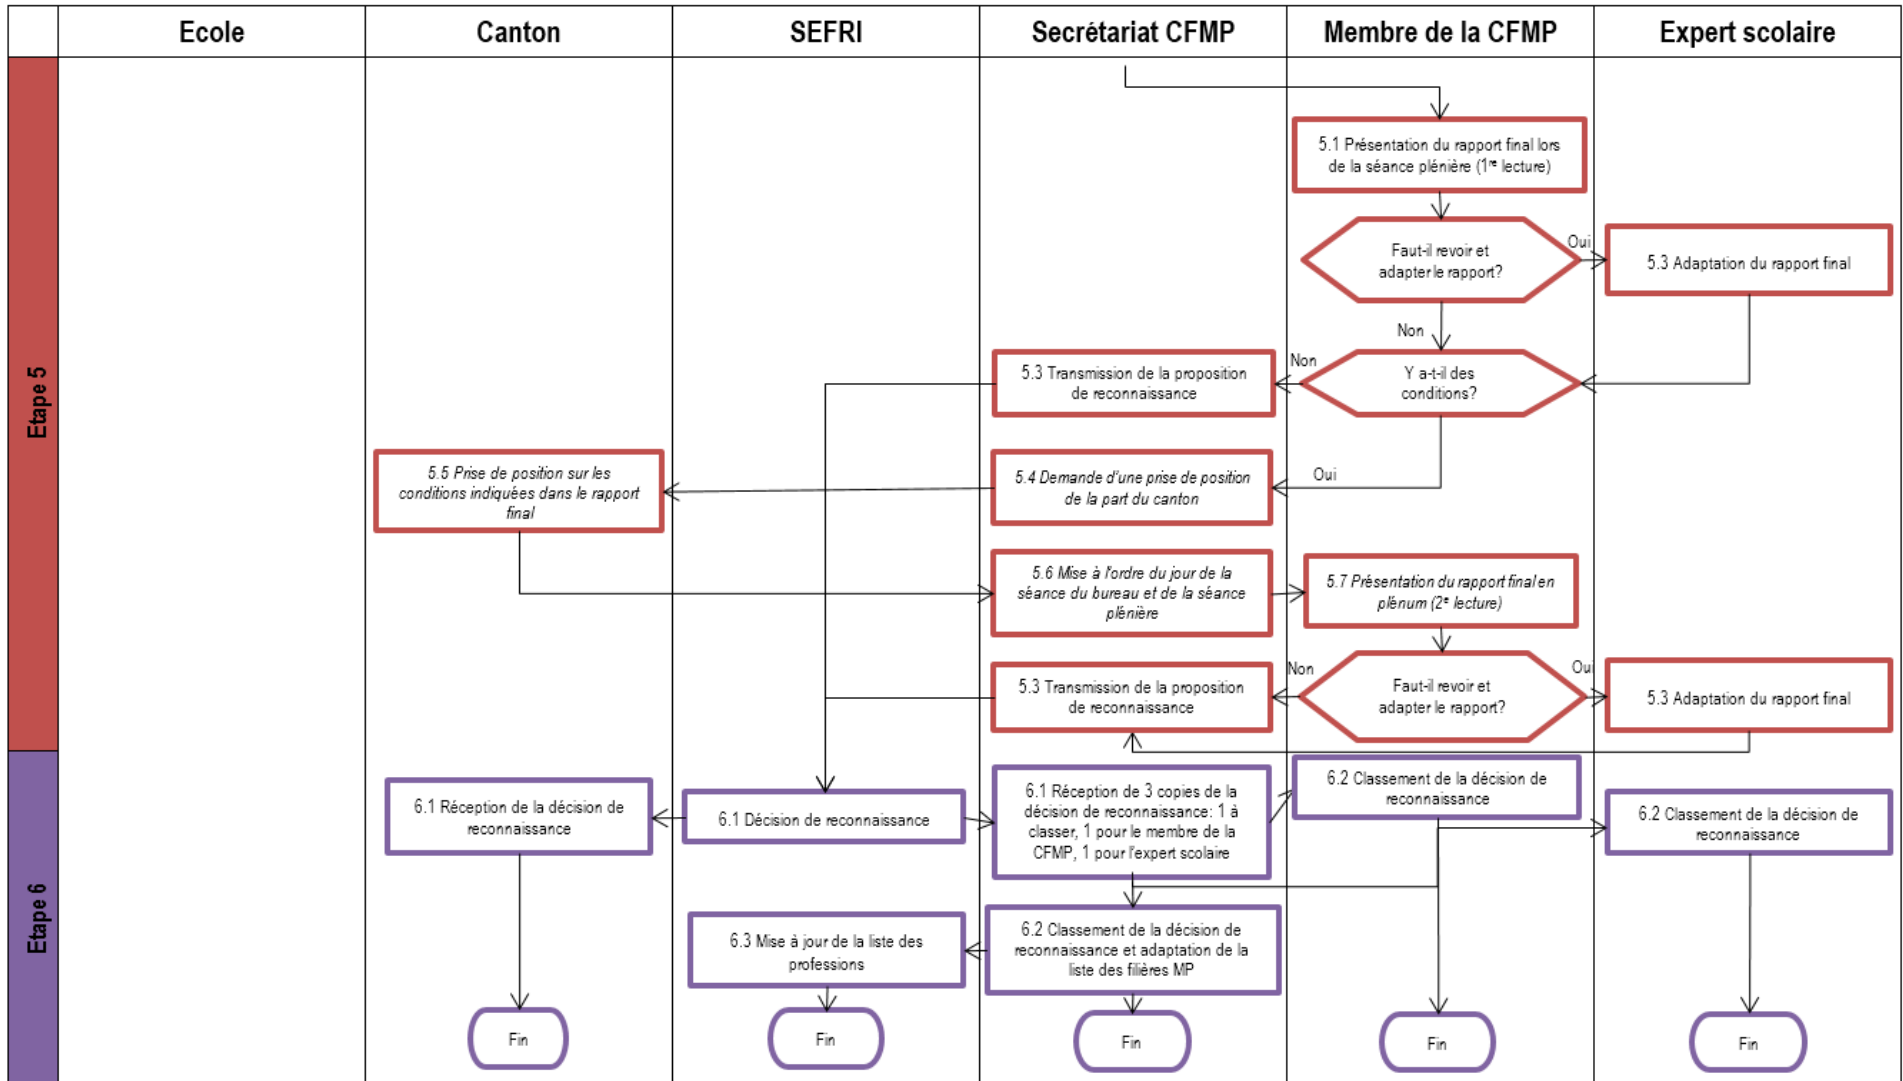 Ecole
Canton
SEFRI
Secrétariat CFMP
Membre de la CFMP
Expert scolaire
Etape 5
5.1 Présentation du rapport final lors
de la séance plénière (1re lecture)
Faut-il revoir et
adapter le rapport?
Oui
5.3 Adaptation du rapport final
Non
Y a-t-il des
conditions?
Non
5.3 Transmission de la proposition
de reconnaissance
Oui
5.4 Demande d'une prise de position
de la part du canton
5.5 Prise de position sur les
conditions indiquées dans le rapport
final
5.6 Mise à l'ordre du jour de la
séance du bureau et de la séance
plénière
5.7 Présentation du rapport final en
plénum (2e lecture)
Faut-il revoir et
adapter le rapport?
Non
Oui
5.3 Transmission de la proposition
de reconnaissance
5.3 Adaptation du rapport final
Etape 6
6.1 Réception de la décision de
reconnaissance
6.1 Décision de reconnaissance
6.1 Réception de 3 copies de la
décision de reconnaissance: 1 à
classer, 1 pour le membre de la
CFMP, 1 pour l'expert scolaire
6.2 Classement de la décision de
reconnaissance
6.2 Classement de la décision de
reconnaissance
6.3 Mise à jour de la liste des
professions
6.2 Classement de la décision de
reconnaissance et adaptation de la
liste des filières MP
Fin
Fin
Fin
Fin
Fin